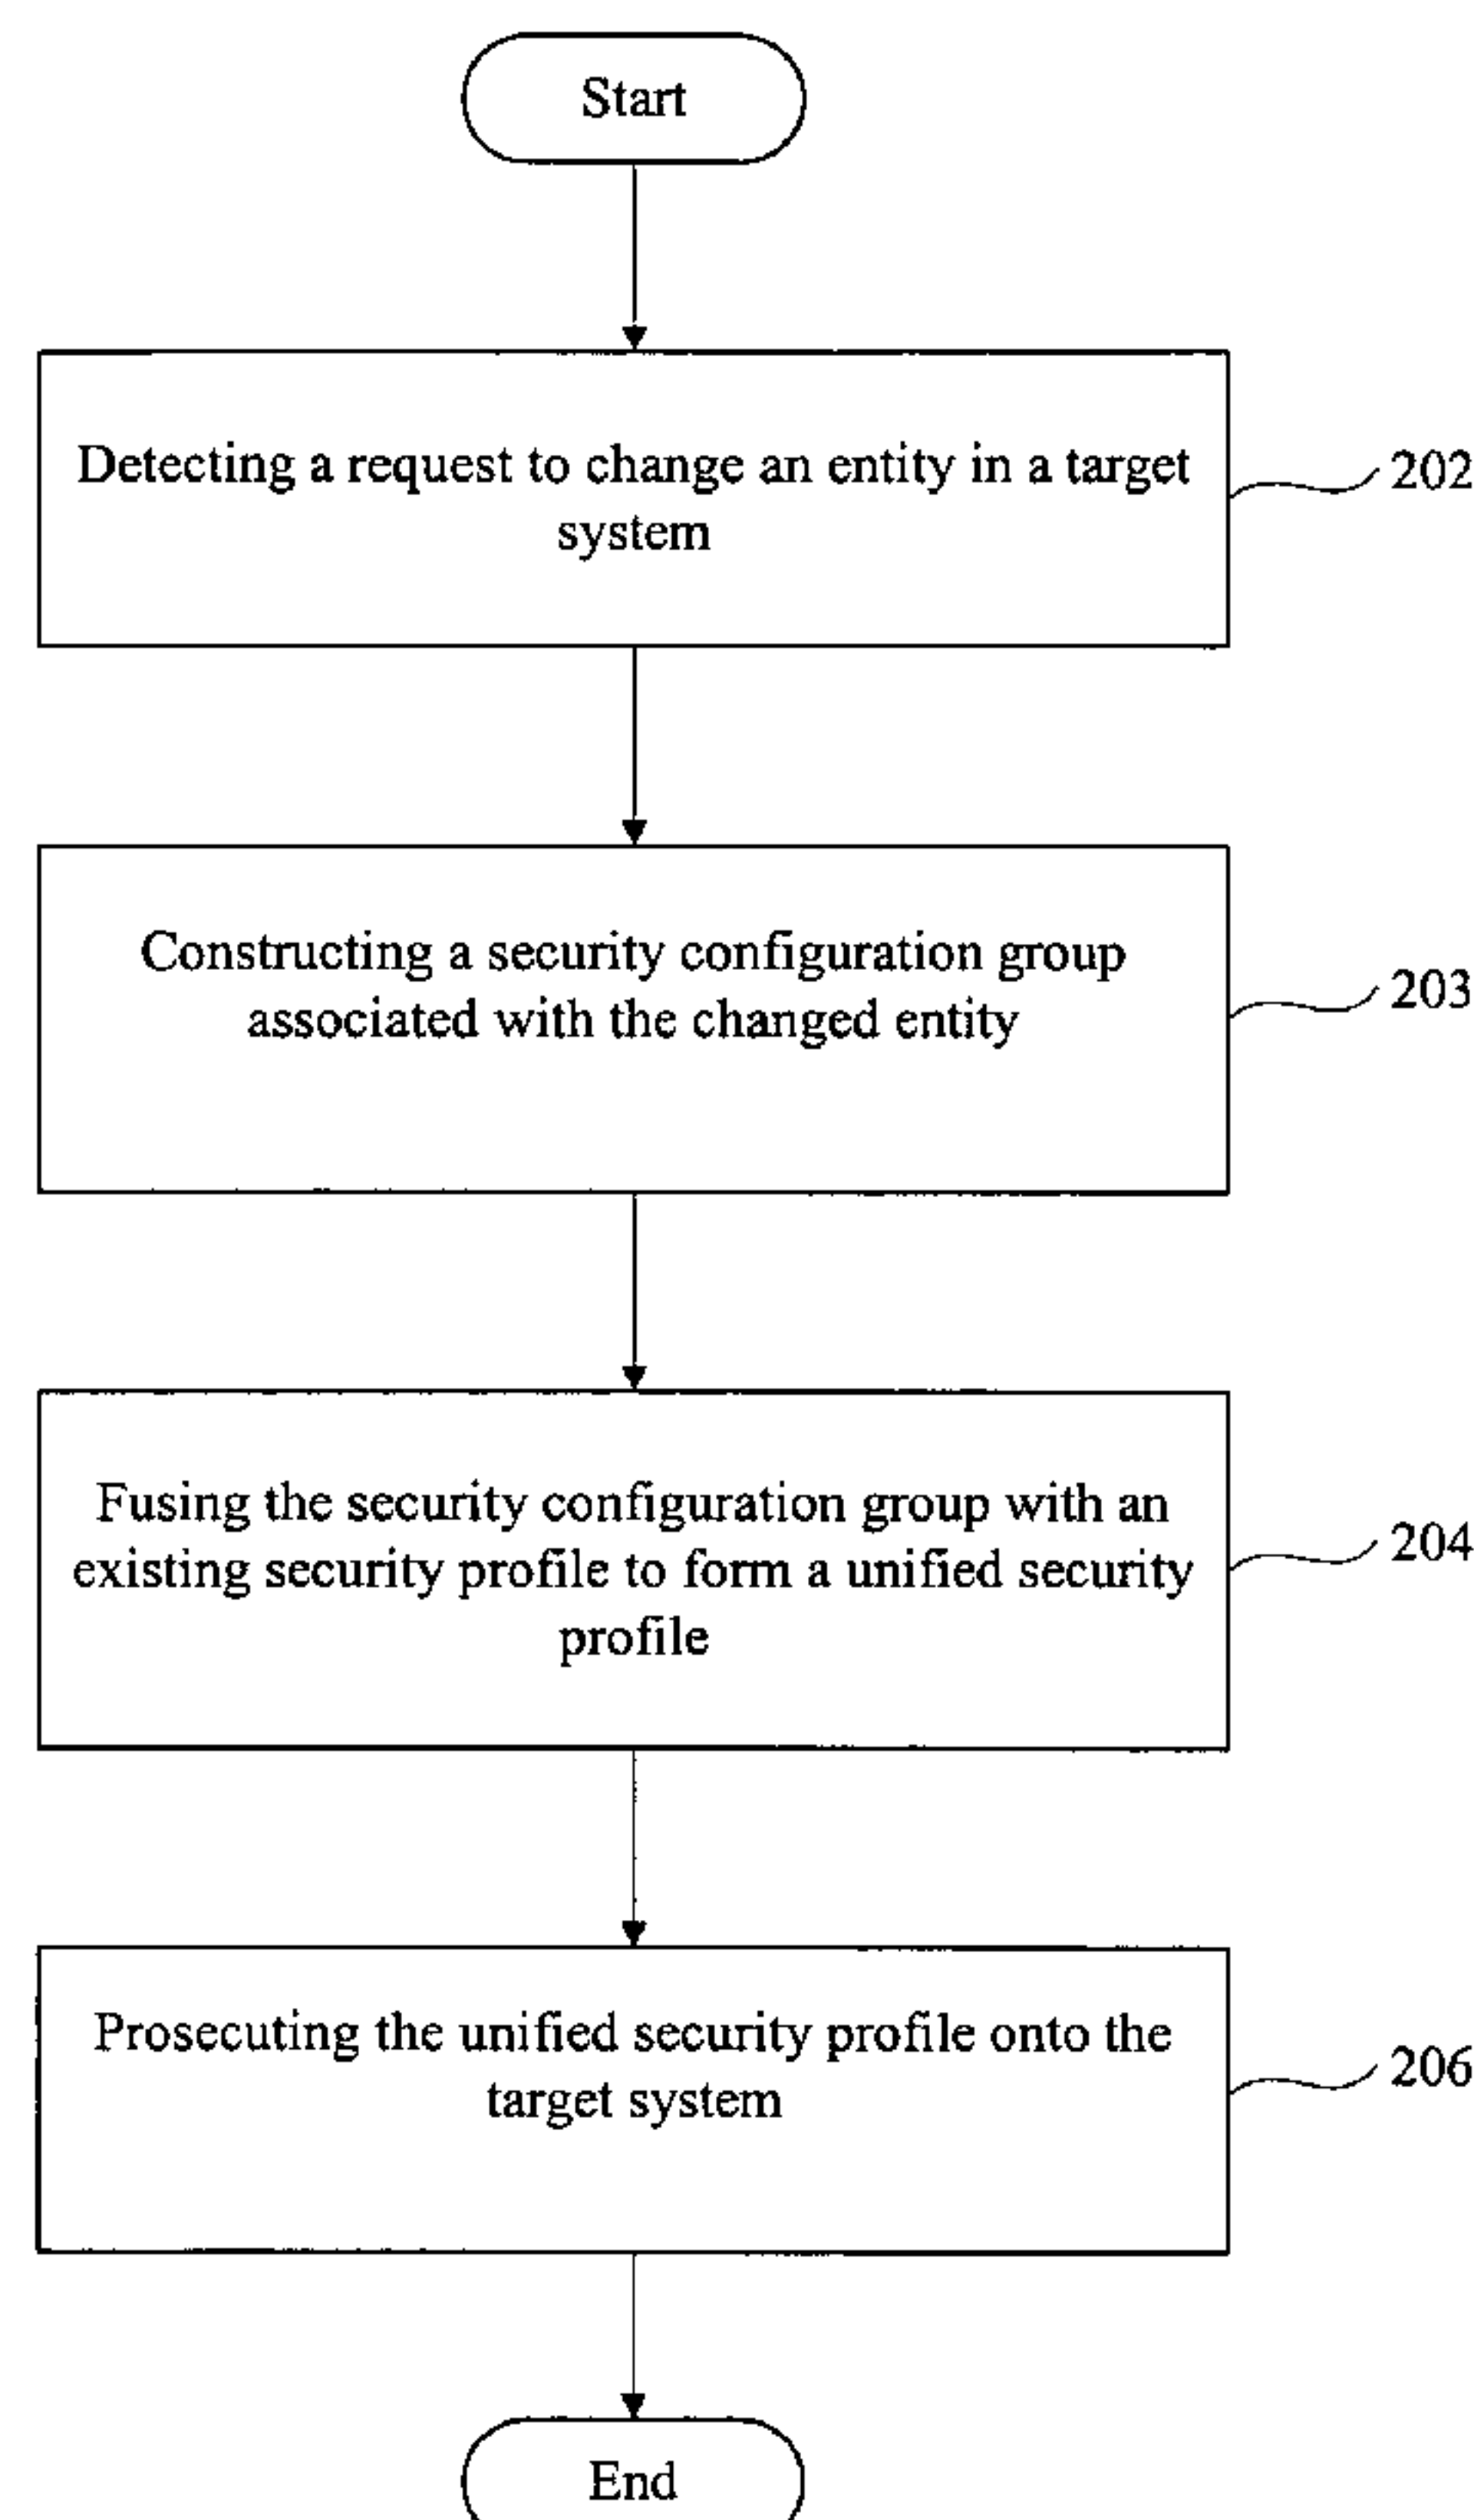 Start
Detecting a request to change an entity in a target
system
202
Constructing a security configuration group
associated with the changed entity
203
Fusing the security configuration group with an
existing security profile to form a unified security
profile
204
Prosecuting the unified security profile onto the
target system
206
End